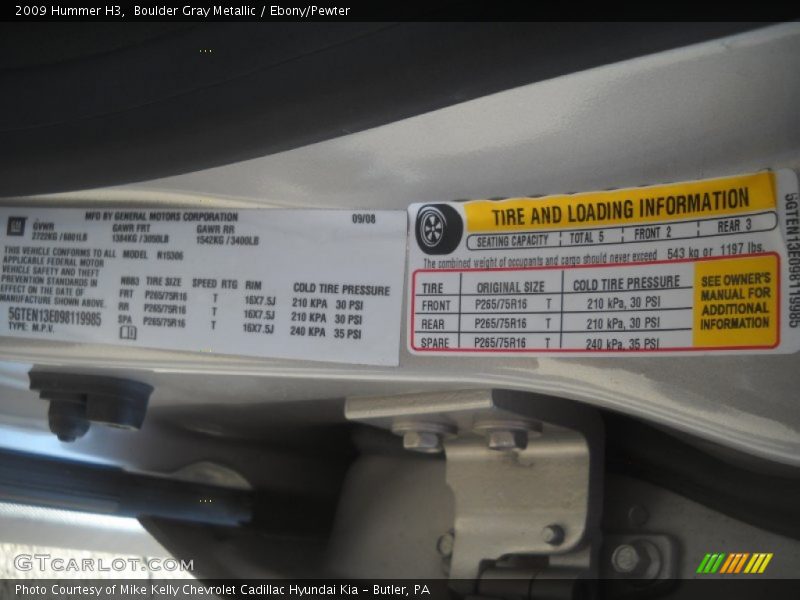 2009 Hummer H3, Boulder Gray Metallic / Ebony/Pewter
MFD BY GENERAL MOTORS CORPORATION 09/08
GM GVWR GAWR FRT GAWR RR
2722KG / 6001LB 1384KG / 3050LB 1542KG / 3400LB
THIS VEHICLE CONFORMS TO ALL MODEL N15306
APPLICABLE FEDERAL MOTOR
VEHICLE SAFETY AND THEFT
PREVENTION STANDARDS IN
EFFECT ON THE DATE OF
MANUFACTURE SHOWN ABOVE.
5GTEN13E098119985
TYPE: M.P.V.
TIRE SIZE SPEED RTG RIM COLD TIRE PRESSURE
FRT P265/75R16 T 16X7.5J 210 KPA 30 PSI
RR P265/75R16 T 16X7.5J 210 KPA 30 PSI
SPA P265/75R16 T 16X7.5J 240 KPA 35 PSI
TIRE AND LOADING INFORMATION
SEATING CAPACITY TOTAL 5 FRONT 2 REAR 3
The combined weight of occupants and cargo should never exceed 543 kg or 1197 lbs.
TIRE ORIGINAL SIZE COLD TIRE PRESSURE
FRONT P265/75R16 T 210 kPa, 30 PSI
REAR P265/75R16 T 210 kPa, 30 PSI
SPARE P265/75R16 T 240 kPa, 35 PSI
SEE OWNER'S
MANUAL FOR
ADDITIONAL
INFORMATION
5GTEN13E098119985
GTCARLOT.COM
Photo Courtesy of Mike Kelly Chevrolet Cadillac Hyundai Kia – Butler, PA